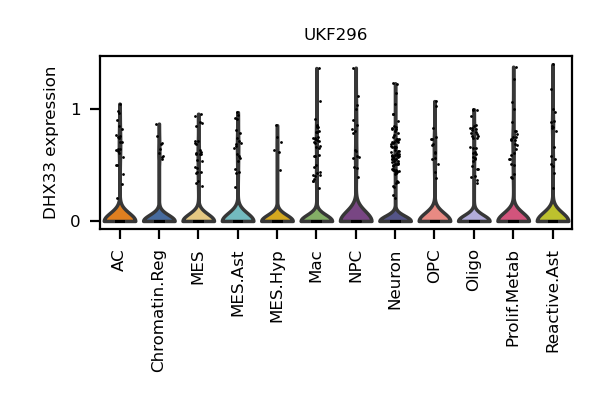 UKF296
DHX33 expression
1
0
AC
Chromatin.Reg
MES
MES.Ast
MES.Hyp
Mac
NPC
Neuron
OPC
Oligo
Prolif.Metab
Reactive.Ast